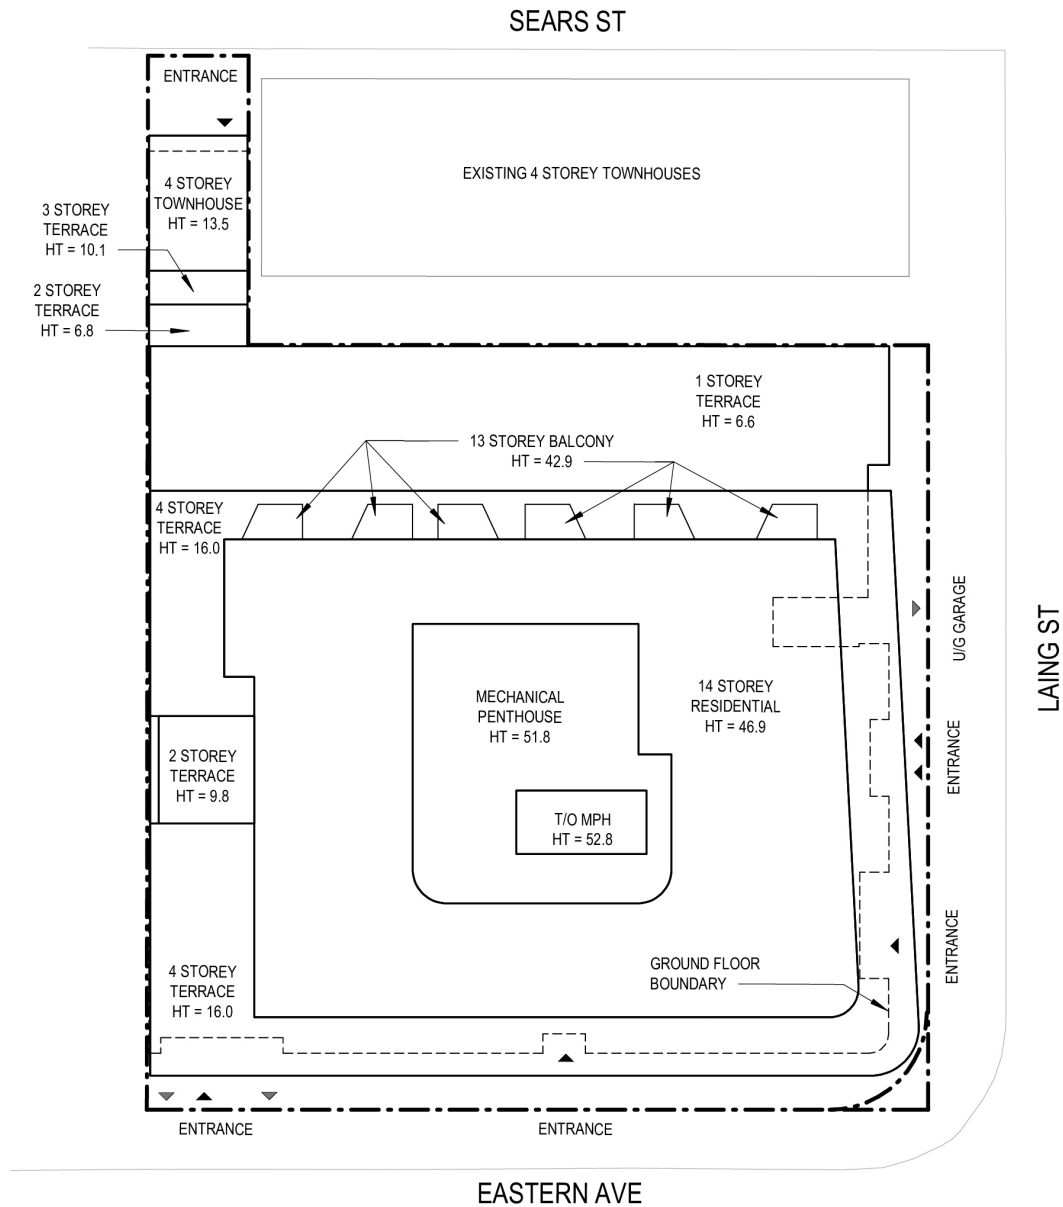 SEARS ST
ENTRANCE
EXISTING 4 STOREY TOWNHOUSES
4 STOREY
TOWNHOUSE
HT = 13.5
3 STOREY
TERRACE
HT = 10.1
2 STOREY
TERRACE
HT = 6.8
1 STOREY
TERRACE
HT = 6.6
13 STOREY BALCONY
HT = 42.9
4 STOREY
TERRACE
HT = 16.0
U/G GARAGE
LAING ST
MECHANICAL
PENTHOUSE
HT = 51.8
14 STOREY
RESIDENTIAL
HT = 46.9
2 STOREY
TERRACE
HT = 9.8
ENTRANCE
T/O MPH
HT = 52.8
ENTRANCE
GROUND FLOOR
BOUNDARY
4 STOREY
TERRACE
HT = 16.0
ENTRANCE
ENTRANCE
EASTERN AVE